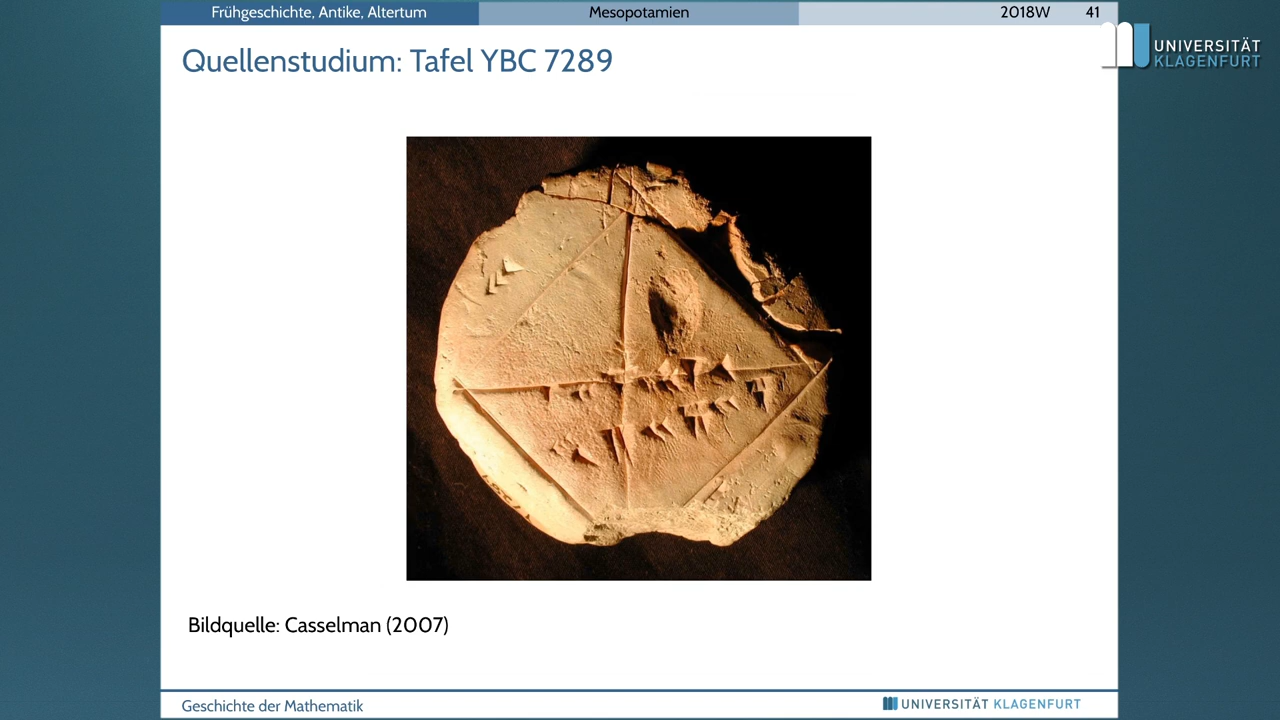 Frühgeschichte, Antike, Altertum
Mesopotamien
2018W 41
UNIVERSITÄT
KLAGENFURT
Quellenstudium: Tafel YBC 7289
Bildquelle: Casselman (2007)
Geschichte der Mathematik
UNIVERSITÄT KLAGENFURT